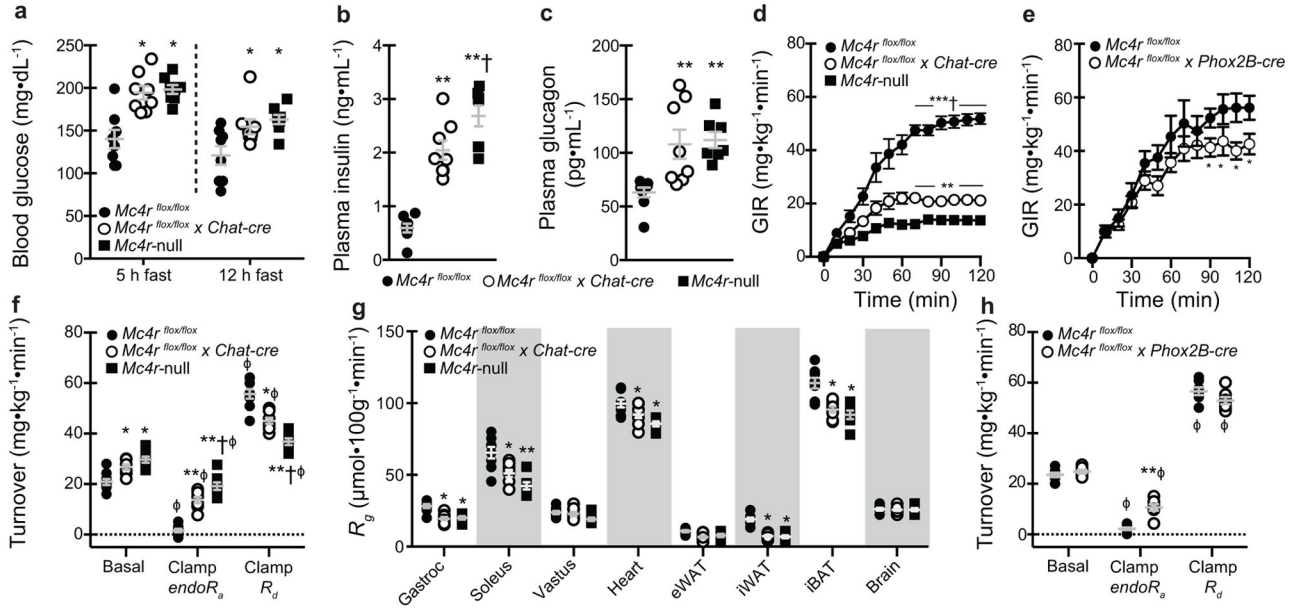 a
Blood glucose (mg•dL⁻¹)
250
200
150
100
50
0
* * * *
Mc4r flox/flox
Mc4r flox/flox x Chat-cre
Mc4r-null
5 h fast 12 h fast
b
Plasma insulin (ng•mL⁻¹)
4
3
2
1
0
** **†
c
Plasma glucagon
(pg•mL⁻¹)
200
150
100
50
0
** **
Mc4r flox/flox Mc4r flox/flox x Chat-cre Mc4r-null
d
GIR (mg•kg⁻¹•min⁻¹)
80
60
40
20
0
Mc4r flox/flox
Mc4r flox/flox x Chat-cre
Mc4r-null
***†
**
0 30 60 90 120
Time (min)
e
GIR (mg•kg⁻¹•min⁻¹)
80
60
40
20
0
Mc4r flox/flox
Mc4r flox/flox x Phox2B-cre
* * * *
0 30 60 90 120
Time (min)
f
Turnover (mg•kg⁻¹•min⁻¹)
80
60
40
20
0
Mc4r flox/flox
Mc4r flox/flox x Chat-cre
Mc4r-null
* *
ϕ **ϕ **†ϕ
ϕ *ϕ **†ϕ
Basal Clamp Clamp
endoRa Rd
g
Rg (µmol•100g⁻¹•min⁻¹)
150
100
50
0
Mc4r flox/flox
Mc4r flox/flox x Chat-cre
Mc4r-null
* * * ** * * * * * *
Gastroc Soleus Vastus Heart eWAT iWAT iBAT Brain
h
Turnover (mg•kg⁻¹•min⁻¹)
80
60
40
20
0
Mc4r flox/flox
Mc4r flox/flox x Phox2B-cre
ϕ **ϕ
ϕ ϕ
Basal Clamp Clamp
endoRa Rd